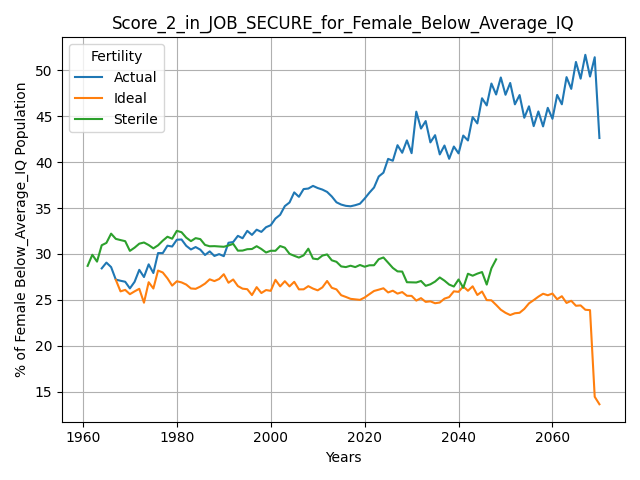 Score_2_in_JOB_SECURE_for_Female_Below_Average_IQ
Fertility
Actual
Ideal
Sterile
% of Female Below_Average_IQ Population
50
45
40
35
30
25
20
15
1960 1980 2000 2020 2040 2060
Years